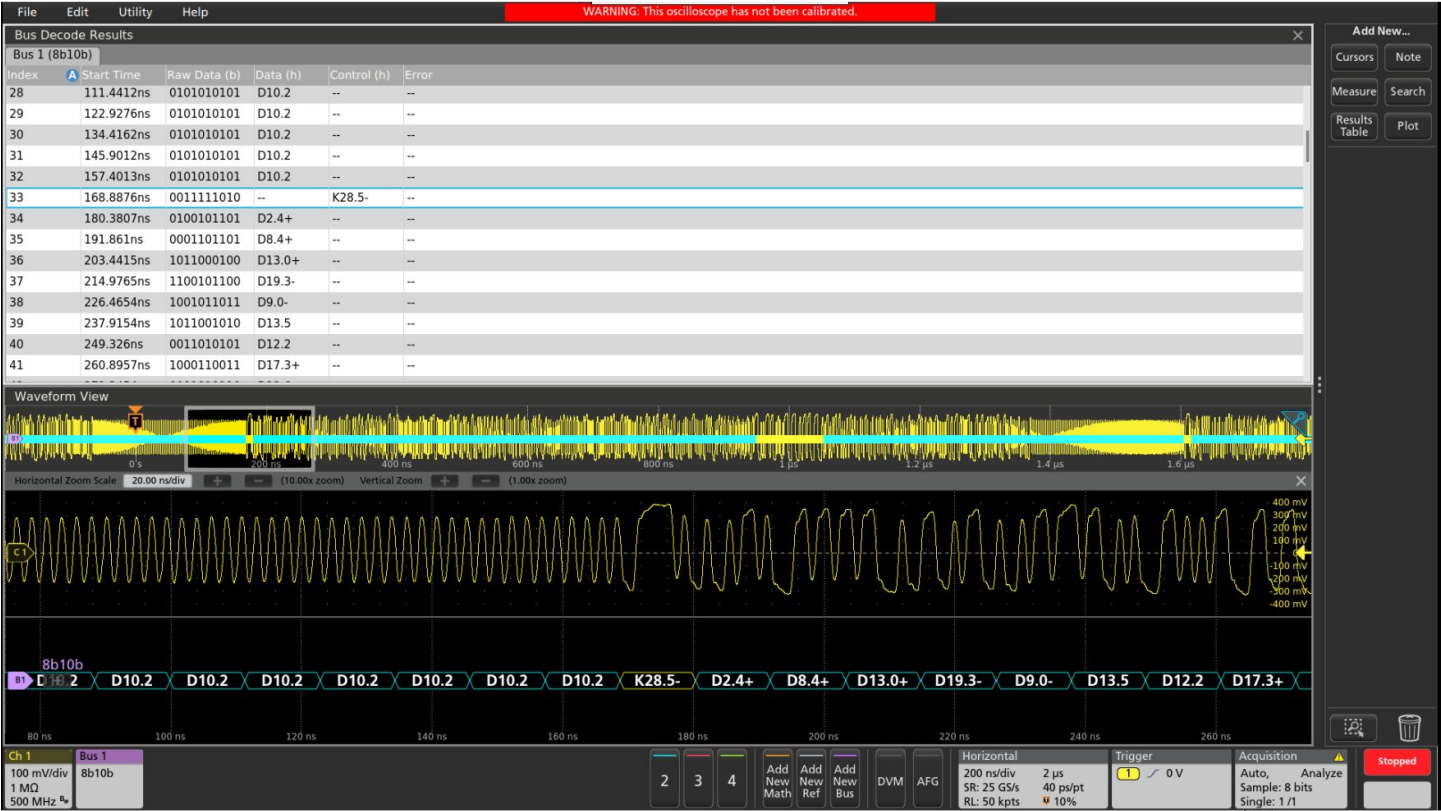 File Edit Utility Help
WARNING: This oscilloscope has not been calibrated.
Add New...
Bus Decode Results
Bus 1 (8b10b)
Cursors Note
Measure Search
Results Table Plot
Index A Start Time Raw Data (b) Data (h) Control (h) Error
28 111.4412ns 0101010101 D10.2 -- --
29 122.9276ns 0101010101 D10.2 -- --
30 134.4162ns 0101010101 D10.2 -- --
31 145.9012ns 0101010101 D10.2 -- --
32 157.4013ns 0101010101 D10.2 -- --
33 168.8876ns 0011111010 -- K28.5- --
34 180.3807ns 0100101101 D2.4+ -- --
35 191.861ns 0001101101 D8.4+ -- --
36 203.4415ns 1011000100 D13.0+ -- --
37 214.9765ns 1100101100 D19.3- -- --
38 226.4654ns 1001011011 D9.0- -- --
39 237.9154ns 1011001010 D13.5 -- --
40 249.326ns 0011010101 D12.2 -- --
41 260.8957ns 1000110011 D17.3+ -- --
Waveform View
T
B1
0 s 200 ns 400 ns 600 ns 800 ns 1 µs 1.2 µs 1.4 µs 1.6 µs
Horizontal Zoom Scale 20.00 ns/div + - (10.00x zoom) Vertical Zoom + - (1.00x zoom)
400 mV
300 mV
200 mV
100 mV
C1
-100 mV
-200 mV
-300 mV
-400 mV
8b10b
B1 D10.2 D10.2 D10.2 D10.2 D10.2 D10.2 D10.2 D10.2 K28.5- D2.4+ D8.4+ D13.0+ D19.3- D9.0- D13.5 D12.2 D17.3+
80 ns 100 ns 120 ns 140 ns 160 ns 180 ns 200 ns 220 ns 240 ns 260 ns
Ch 1
100 mV/div
1 MΩ
500 MHz Bw
Bus 1
8b10b
2 3 4
Add New Math
Add New Ref
Add New Bus
DVM AFG
Horizontal
200 ns/div 2 µs
SR: 25 GS/s 40 ps/pt
RL: 50 kpts 10%
Trigger
1 0 V
Acquisition
Auto, Analyze
Sample: 8 bits
Single: 1 /1
Stopped